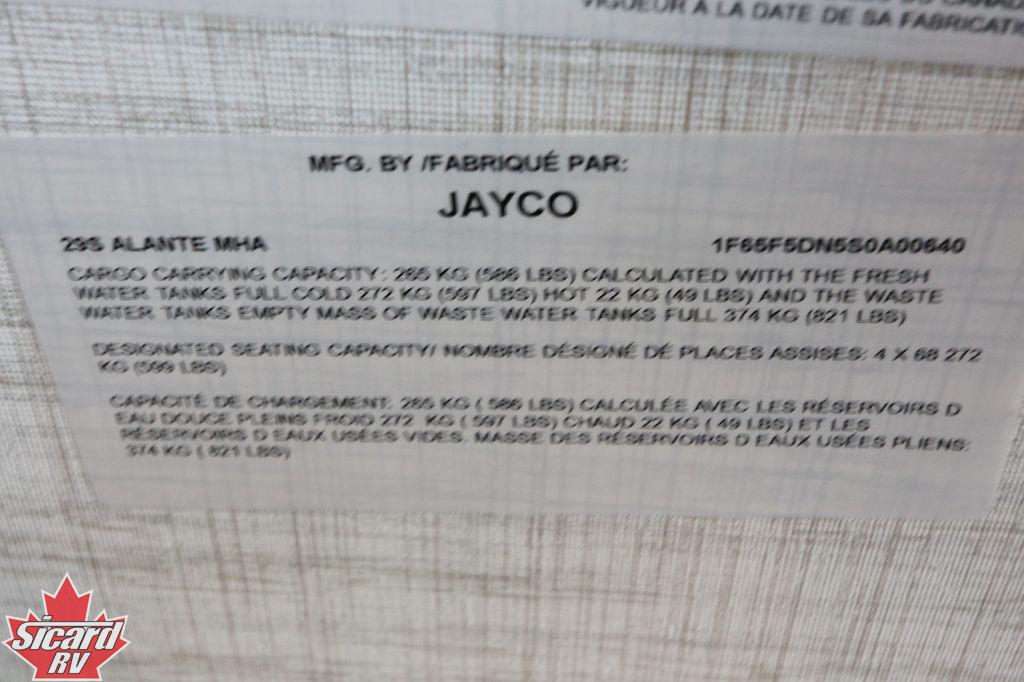 VIGUEUR À LA DATE DE SA FABRICATI
MFG. BY /FABRIQUÉ PAR:
JAYCO
29S ALANTE MHA 1F65F5DN5S0A00640
CARGO CARRYING CAPACITY: 265 KG (586 LBS) CALCULATED WITH THE FRESH
WATER TANKS FULL COLD 272 KG (597 LBS) HOT 22 KG (49 LBS) AND THE WASTE
WATER TANKS EMPTY MASS OF WASTE WATER TANKS FULL 374 KG (821 LBS)
DESIGNATED SEATING CAPACITY/ NOMBRE DÉSIGNÉ DÉ PLACES ASSISES: 4 X 68 272
KG (599 LBS)
CAPACITÉ DE CHARGEMENT: 265 KG ( 586 LBS) CALCULÉE AVEC LES RÉSERVOIRS D
EAU DOUCE PLEINS FROID 272 KG ( 597 LBS) CHAUD 22 KG ( 49 LBS) ET LES
RÉSERVOIRS D EAUX USÉES VIDES. MASSE DES RÉSERVOIRS D EAUX USÉES PLIENS:
374 KG ( 821 LBS)
Sicard
RV